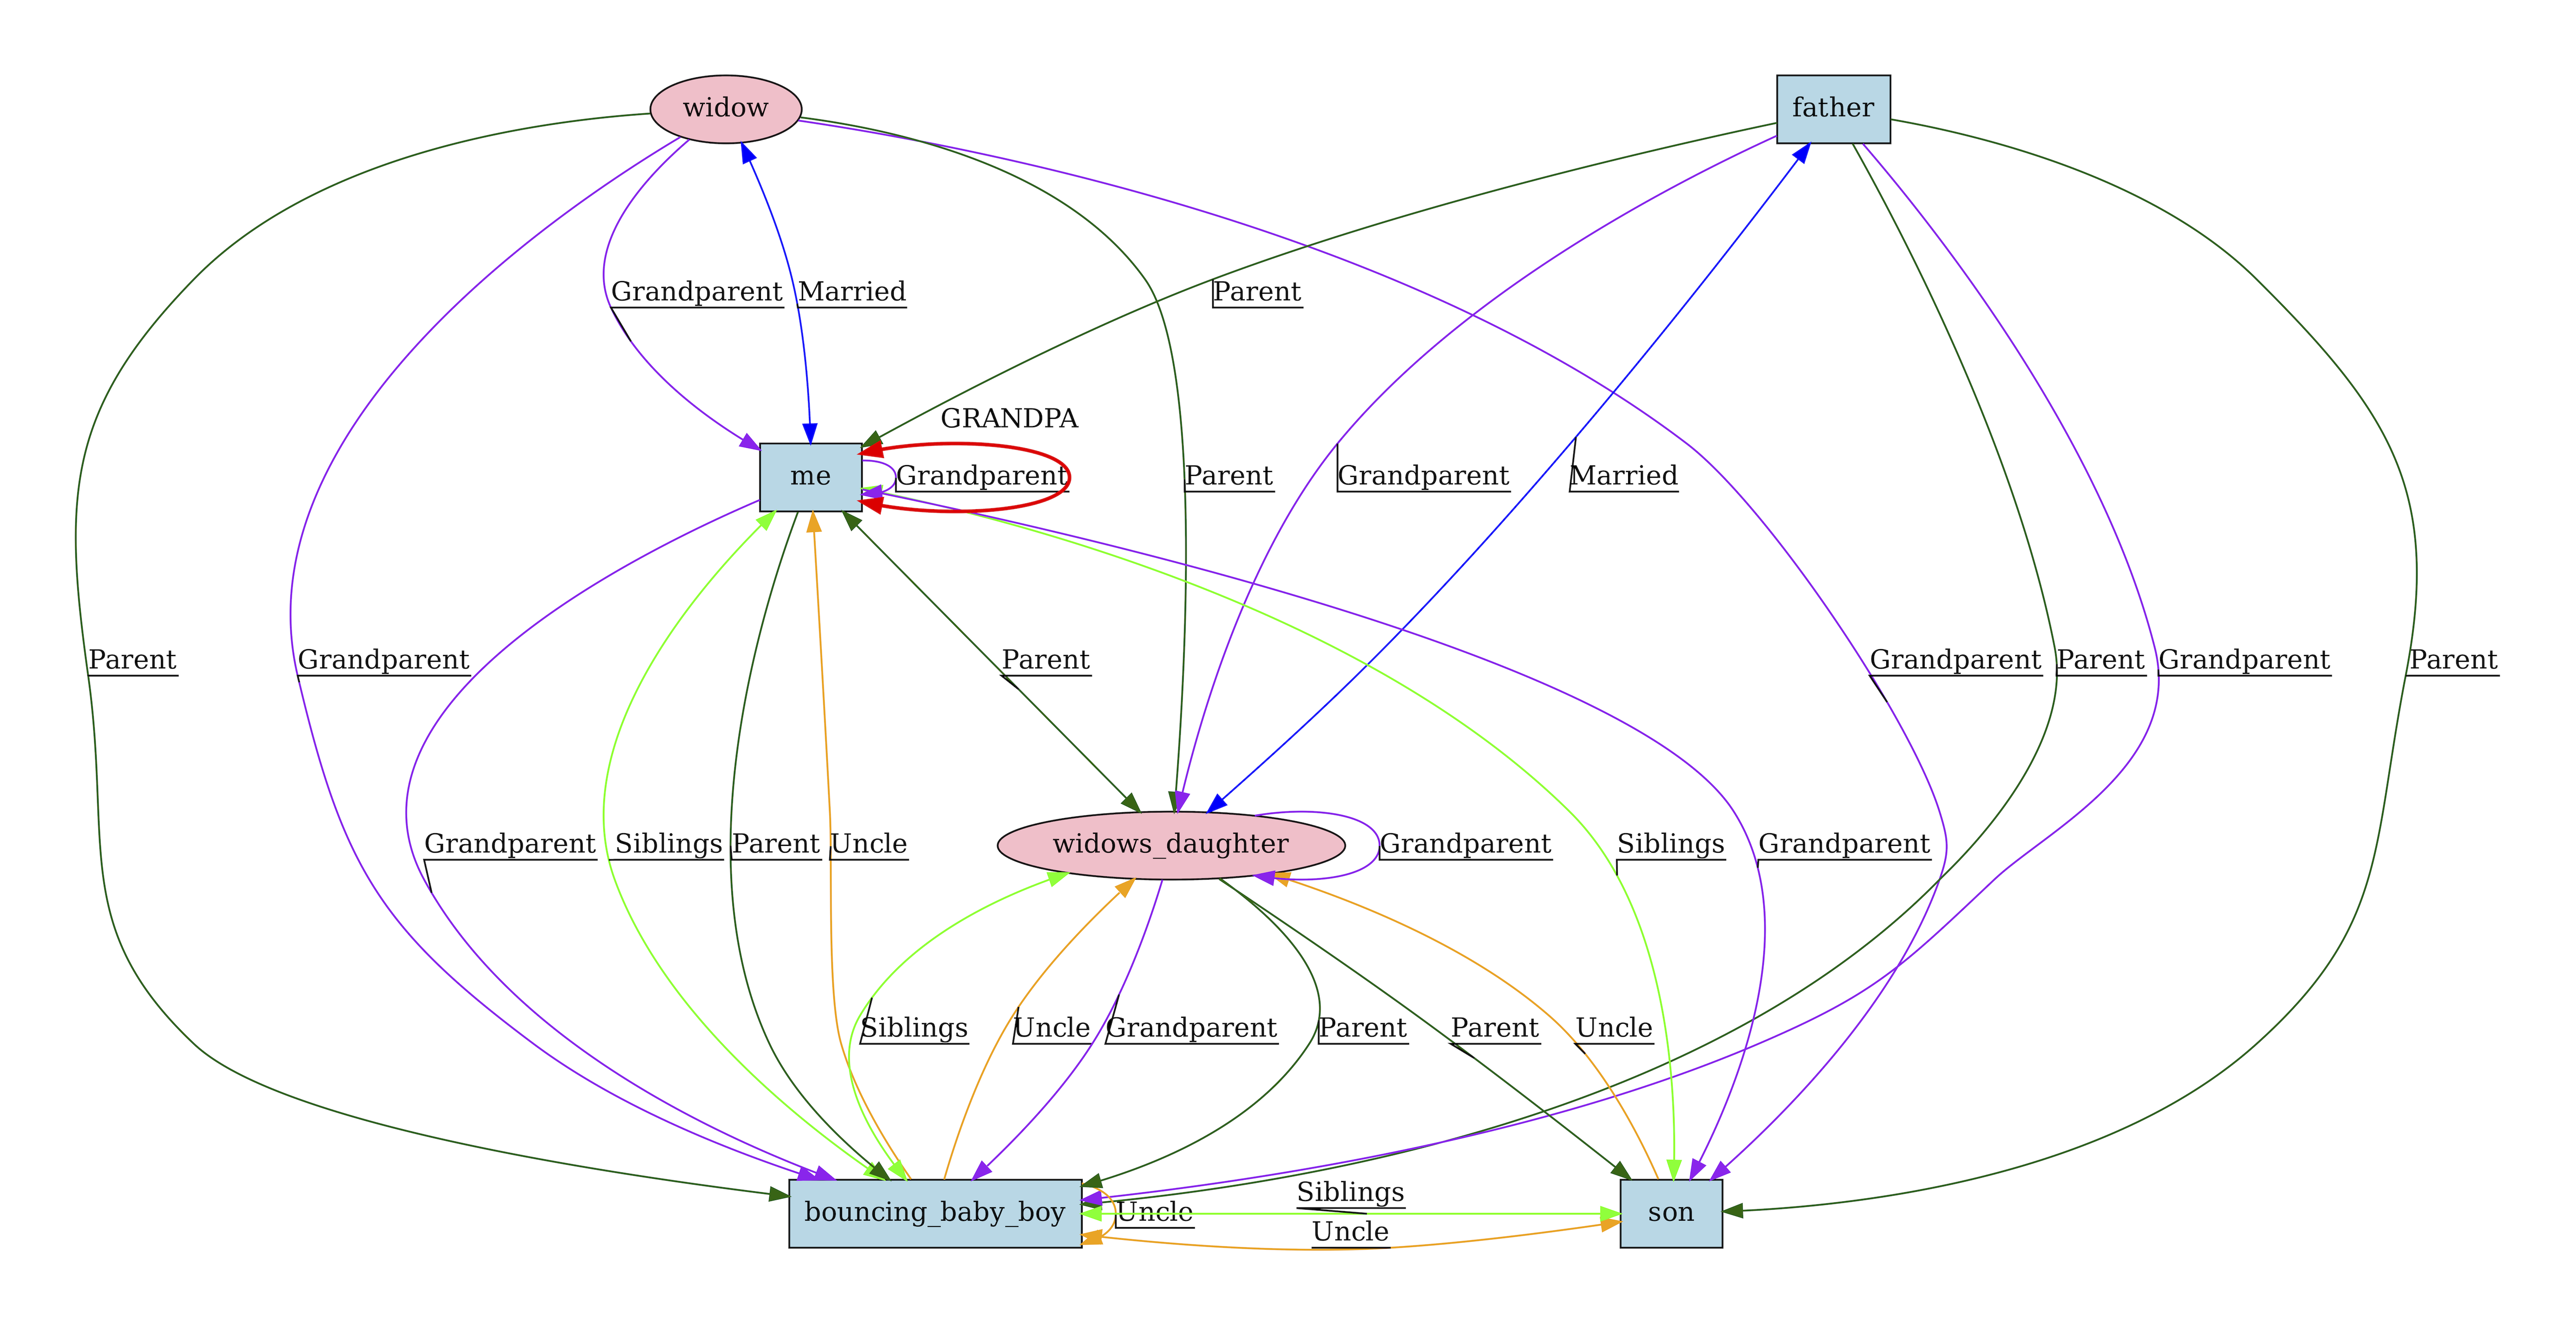 widow
father
Grandparent
Married
Parent
GRANDPA
me
Grandparent
Parent
Grandparent
Married
Parent
Grandparent
Parent
Grandparent
Parent
Grandparent
Parent
Grandparent
Siblings
Parent
Uncle
widows_daughter
Grandparent
Siblings
Grandparent
Siblings
Uncle
Grandparent
Parent
Parent
Uncle
bouncing_baby_boy
Uncle
Siblings
Uncle
son